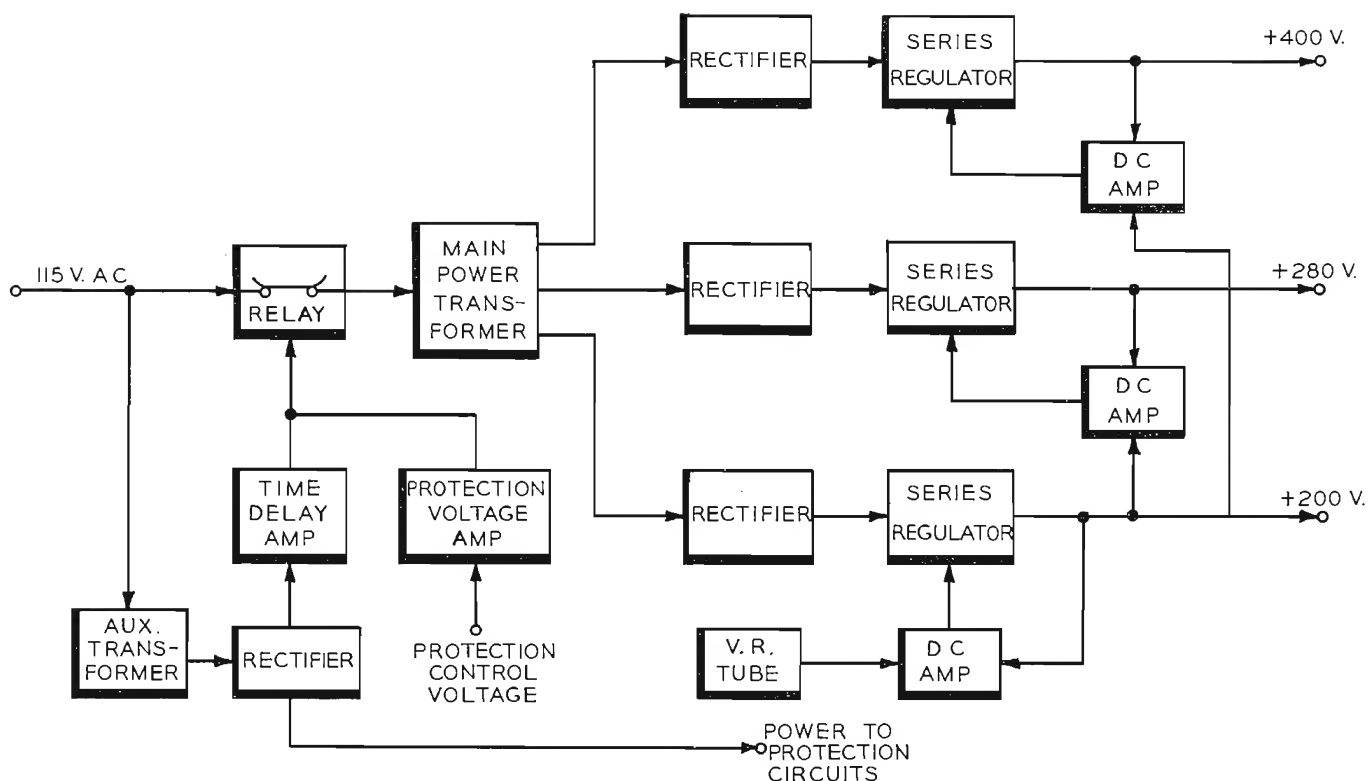 +400 V.
RECTIFIER
SERIES
REGULATOR
DC
AMP
115 V. AC
RELAY
MAIN
POWER
TRANS-
FORMER
RECTIFIER
SERIES
REGULATOR
+280 V.
DC
AMP
TIME
DELAY
AMP
PROTECTION
VOLTAGE
AMP
RECTIFIER
SERIES
REGULATOR
+200 V.
AUX.
TRANS-
FORMER
RECTIFIER
PROTECTION
CONTROL
VOLTAGE
V. R.
TUBE
DC
AMP
POWER TO
PROTECTION
CIRCUITS